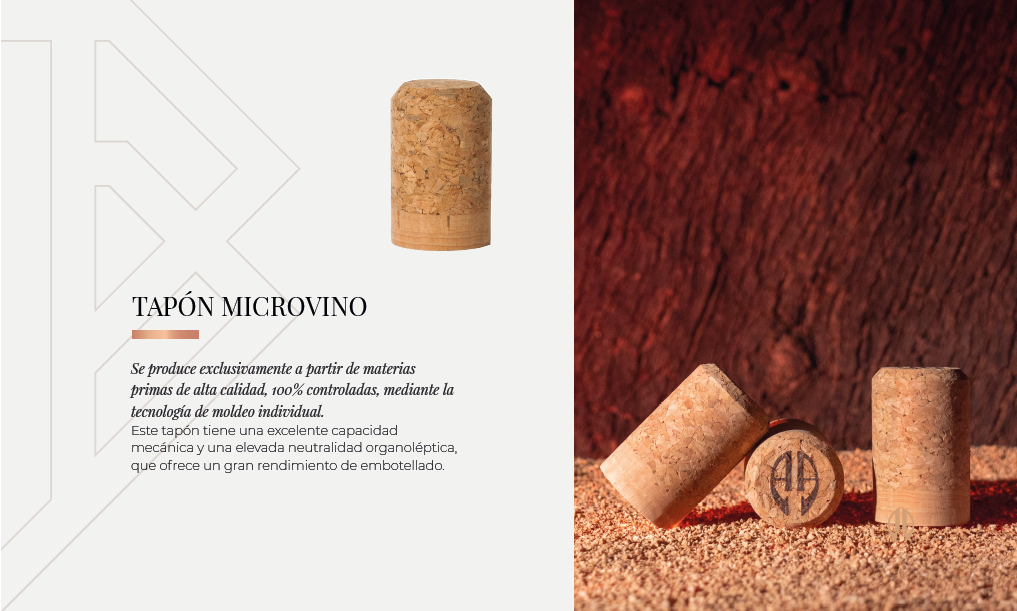 TAPÓN MICROVINO
Se produce exclusivamente a partir de materias
primas de alta calidad, 100% controladas, mediante la
tecnología de moldeo individual.
Este tapón tiene una excelente capacidad
mecánica y una elevada neutralidad organoléptica,
que ofrece un gran rendimiento de embotellado.